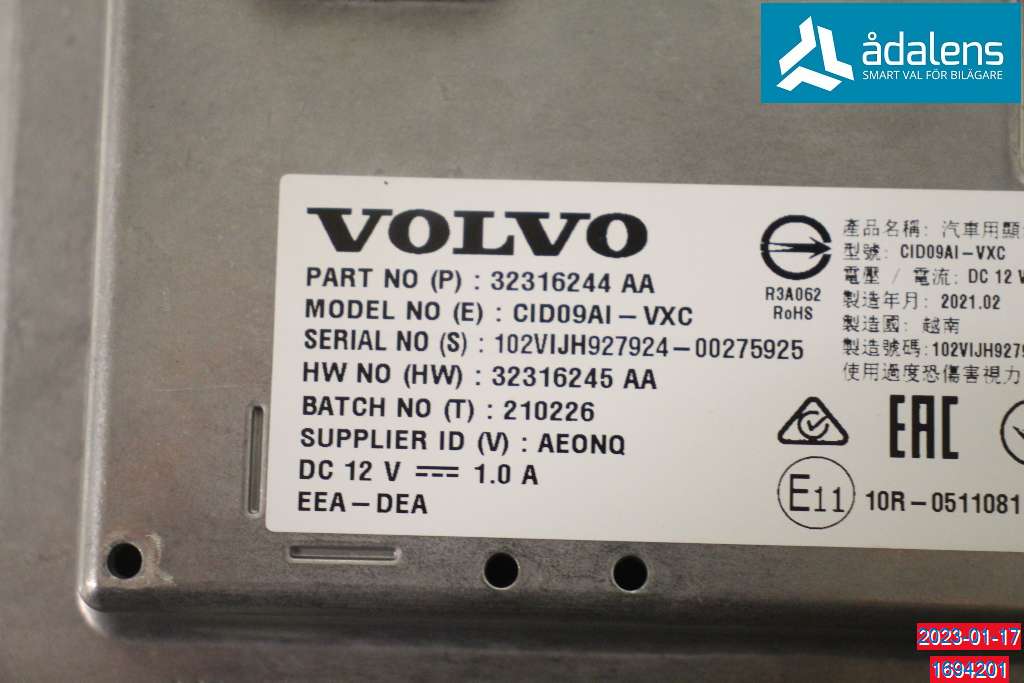 ådalens
SMART VAL FÖR BILÄGARE
VOLVO
PART NO (P) : 32316244 AA
MODEL NO (E) : CID09AI-VXC
SERIAL NO (S) : 102VIJH927924-00275925
HW NO (HW) : 32316245 AA
BATCH NO (T) : 210226
SUPPLIER ID (V) : AEONQ
DC 12 V 1.0 A
EEA-DEA
R3A062
RoHS
產品名稱: 汽車用顯
型號: CID09AI-VXC
電壓 / 電流: DC 12 V
製造年月: 2021.02
製造國: 越南
製造號碼: 102VIJH927
使用過度恐傷害視力
EAC
E11
10R-0511081
2023-01-17
1694201